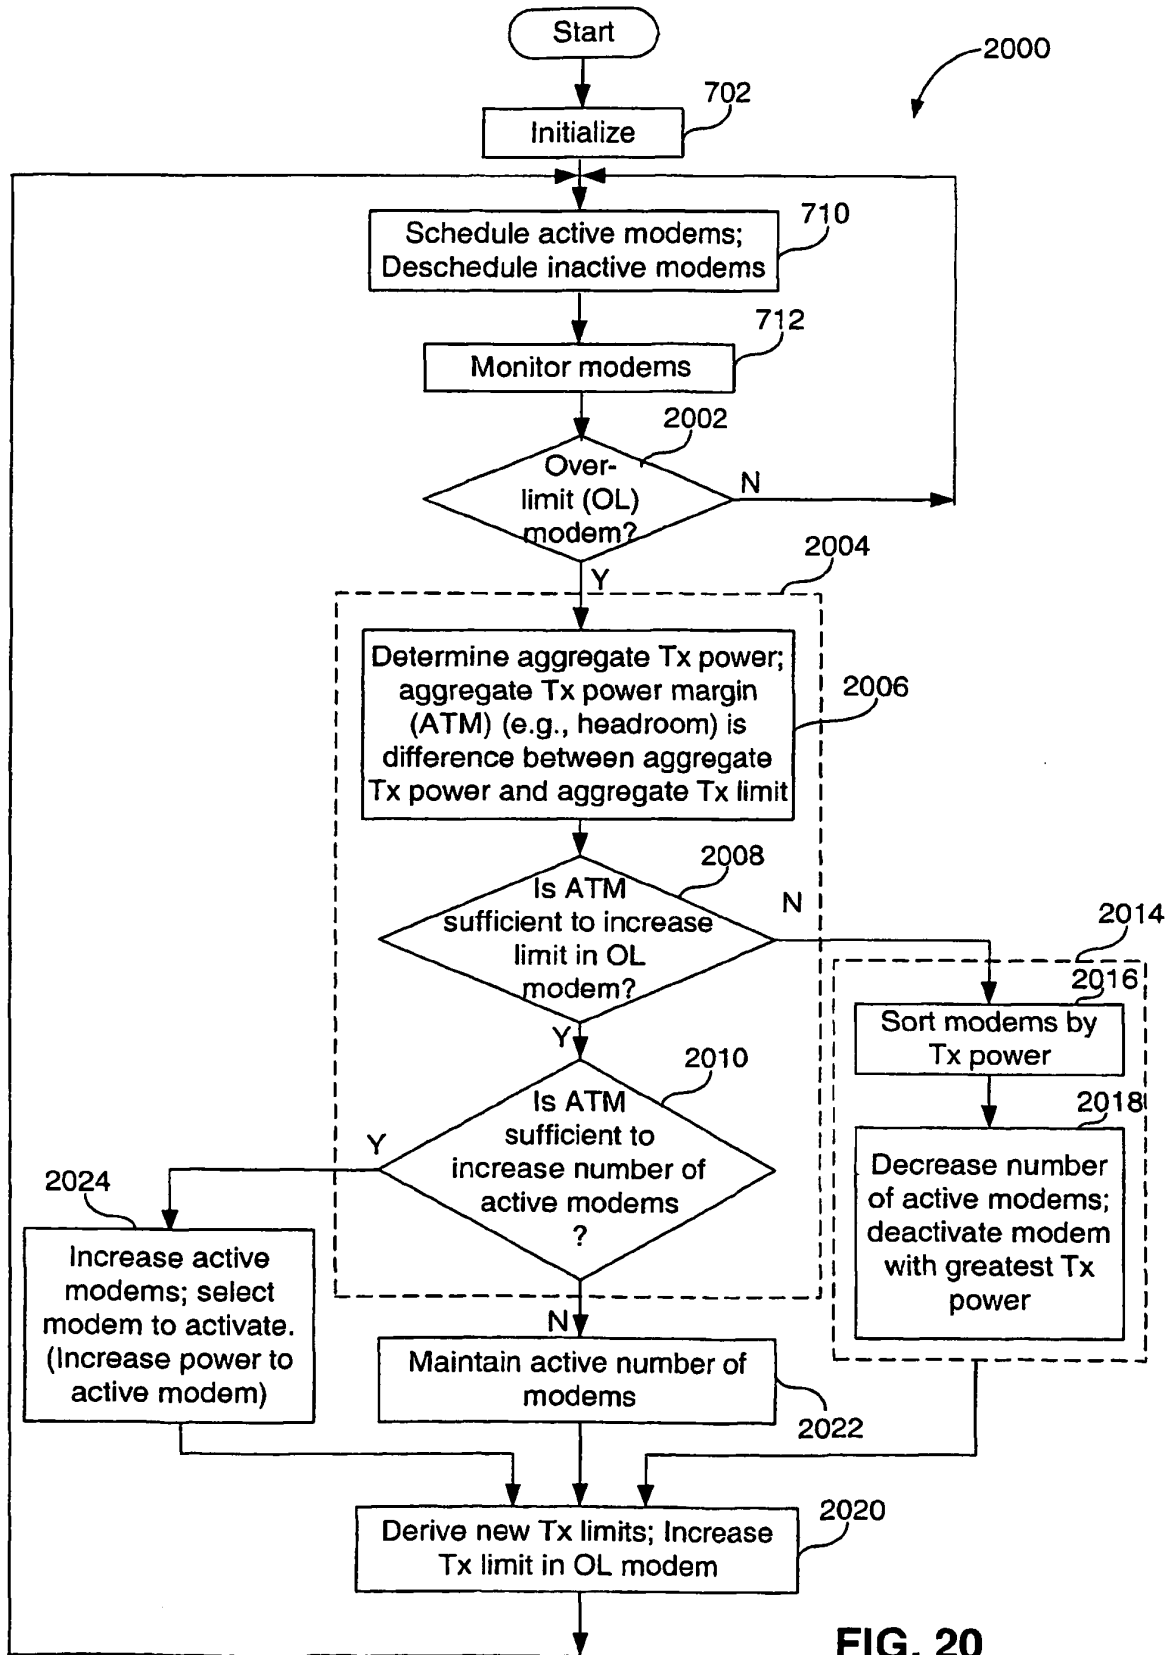 Start
2000
702
Initialize
710
Schedule active modems;
Deschedule inactive modems
712
Monitor modems
2002
Over-
limit (OL)
modem?
N
2004
Y
Determine aggregate Tx power;
aggregate Tx power margin
(ATM) (e.g., headroom) is
difference between aggregate
Tx power and aggregate Tx limit
2006
2008
Is ATM
sufficient to increase
limit in OL
modem?
N
2014
2016
Sort modems by
Tx power
Y
2010
Is ATM
sufficient to
increase number of
active modems
?
Y
2018
Decrease number
of active modems;
deactivate modem
with greatest Tx
power
2024
Increase active
modems; select
modem to activate.
(Increase power to
active modem)
N
Maintain active number of
modems
2022
2020
Derive new Tx limits; Increase
Tx limit in OL modem
FIG. 20